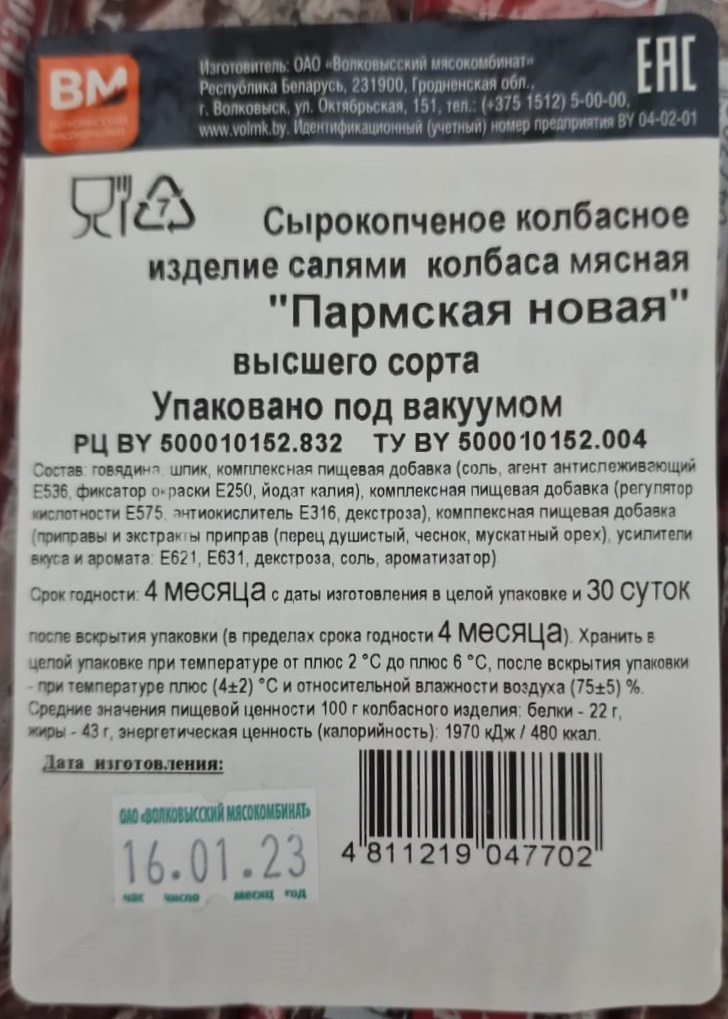 ВМ
Изготовитель: ОАО «Волковысский мясокомбинат»
Республика Беларусь, 231900, Гродненская обл.,
г. Волковыск, ул. Октябрьская, 151, тел.: (+375 1512) 5-00-00,
www.volmk.by. Идентификационный (учетный) номер предприятия BY 04-02-01
EAC
7
Сырокопченое колбасное
изделие салями колбаса мясная
"Пармская новая"
высшего сорта
Упаковано под вакуумом
РЦ BY 500010152.832 ТУ BY 500010152.004
Состав: говядина, шпик, комплексная пищевая добавка (соль, агент антислеживающий
Е536, фиксатор окраски Е250, йодат калия), комплексная пищевая добавка (регулятор
кислотности Е575, антиокислитель Е316, декстроза), комплексная пищевая добавка
(приправы и экстракты приправ (перец душистый, чеснок, мускатный орех), усилители
вкуса и аромата: Е621, Е631, декстроза, соль, ароматизатор)
Срок годности: 4 месяца с даты изготовления в целой упаковке и 30 суток
после вскрытия упаковки (в пределах срока годности 4 месяца). Хранить в
целой упаковке при температуре от плюс 2 °С до плюс 6 °С, после вскрытия упаковки
- при температуре плюс (4±2) °С и относительной влажности воздуха (75±5) %.
Средние значения пищевой ценности 100 г колбасного изделия: белки - 22 г,
жиры - 43 г, энергетическая ценность (калорийность): 1970 кДж / 480 ккал.
Дата изготовления:
ОАО «ВОЛКОВЫССКИЙ МЯСОКОМБИНАТ»
16.01.23
час число месяц год
4 811219 047702